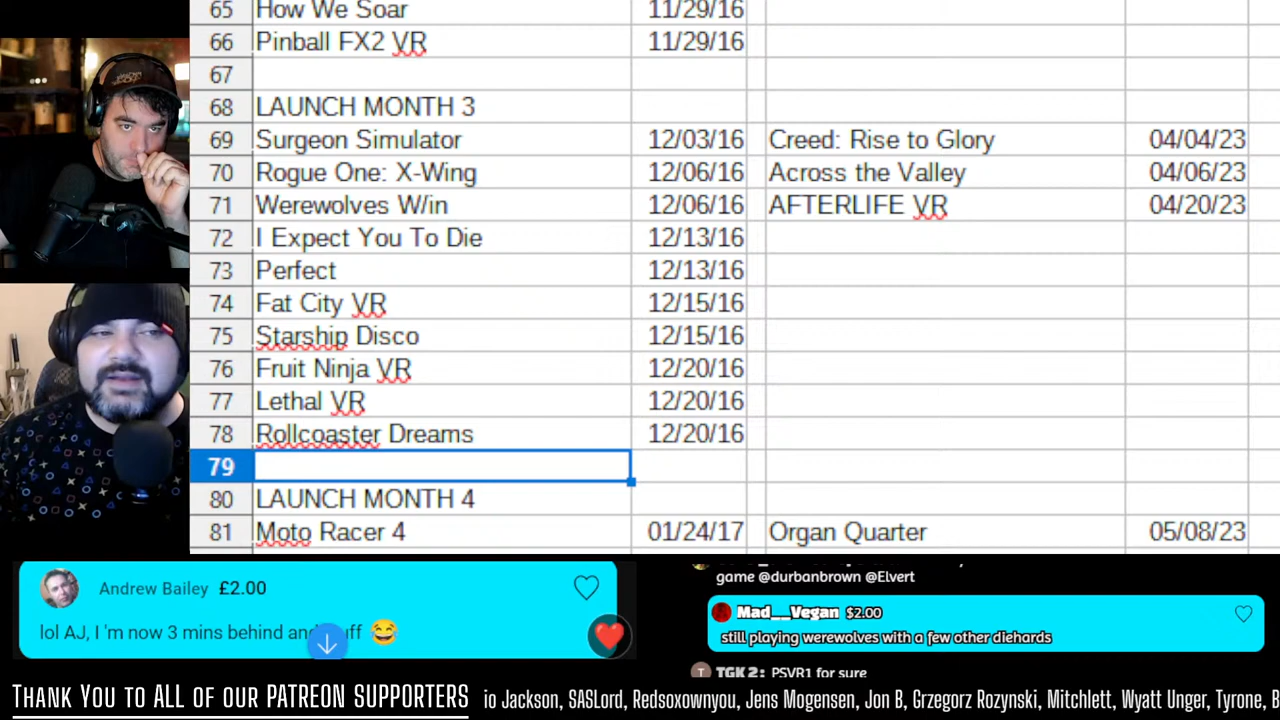 65 How We Soar 11/29/16
66 Pinball FX2 VR 11/29/16
67
68 LAUNCH MONTH 3
69 Surgeon Simulator 12/03/16 Creed: Rise to Glory 04/04/23
70 Rogue One: X-Wing 12/06/16 Across the Valley 04/06/23
71 Werewolves W/in 12/06/16 AFTERLIFE VR 04/20/23
72 I Expect You To Die 12/13/16
73 Perfect 12/13/16
74 Fat City VR 12/15/16
75 Starship Disco 12/15/16
76 Fruit Ninja VR 12/20/16
77 Lethal VR 12/20/16
78 Rollcoaster Dreams 12/20/16
79
80 LAUNCH MONTH 4
81 Moto Racer 4 01/24/17 Organ Quarter 05/08/23
Andrew Bailey £2.00
lol AJ, I 'm now 3 mins behind and 😂
game @durbanbrown @Elvert
Mad__Vegan $2.00
still playing werewolves with a few other diehards
T TGK 2: PSVR1 for sure
THANK YOU TO ALL OF OUR PATREON SUPPORTERS
io Jackson, SASLord, Redsoxownyou, Jens Mogensen, Jon B, Grzegorz Rozynski, Mitchlett, Wyatt Unger, Tyrone, B